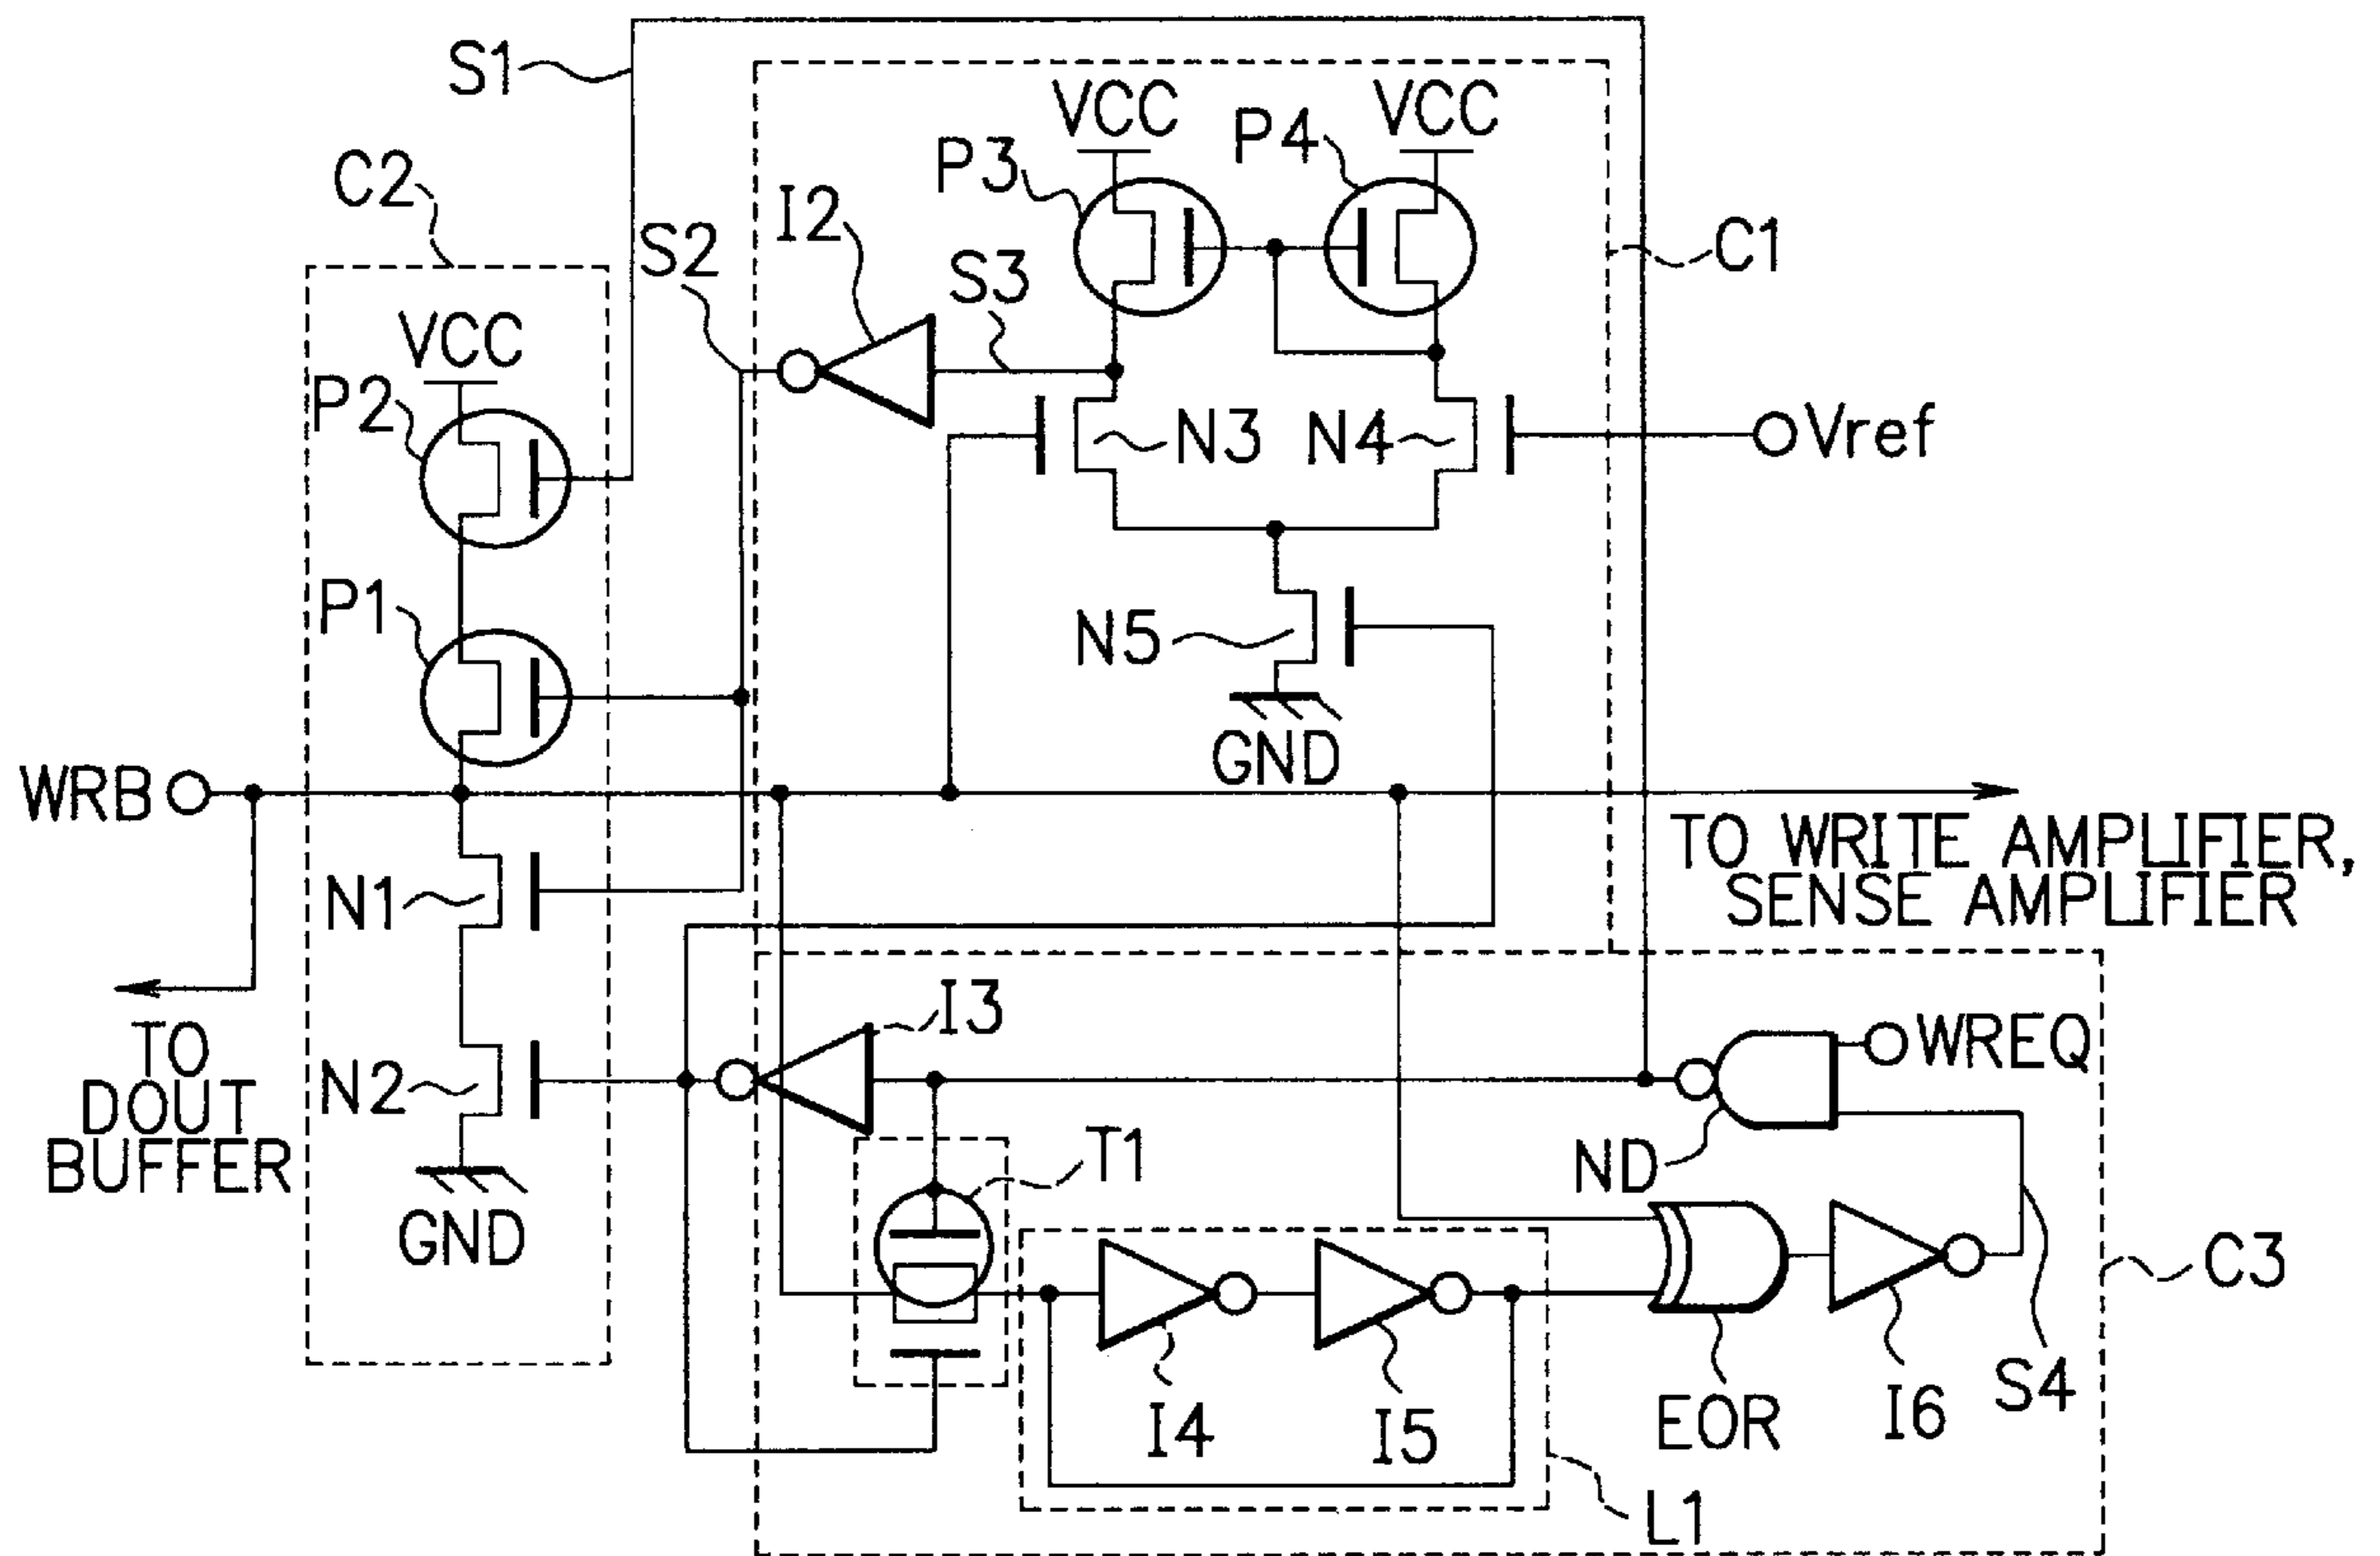 S1
VCC
VCC
P3
P4
C2
I2
S2
S3
C1
VCC
P2
N3
N4
Vref
P1
N5
GND
WRB
TO WRITE AMPLIFIER,
SENSE AMPLIFIER
N1
I3
WREQ
TO
DOUT
BUFFER
N2
T1
ND
GND
C3
I4
I5
EOR
I6
S4
L1